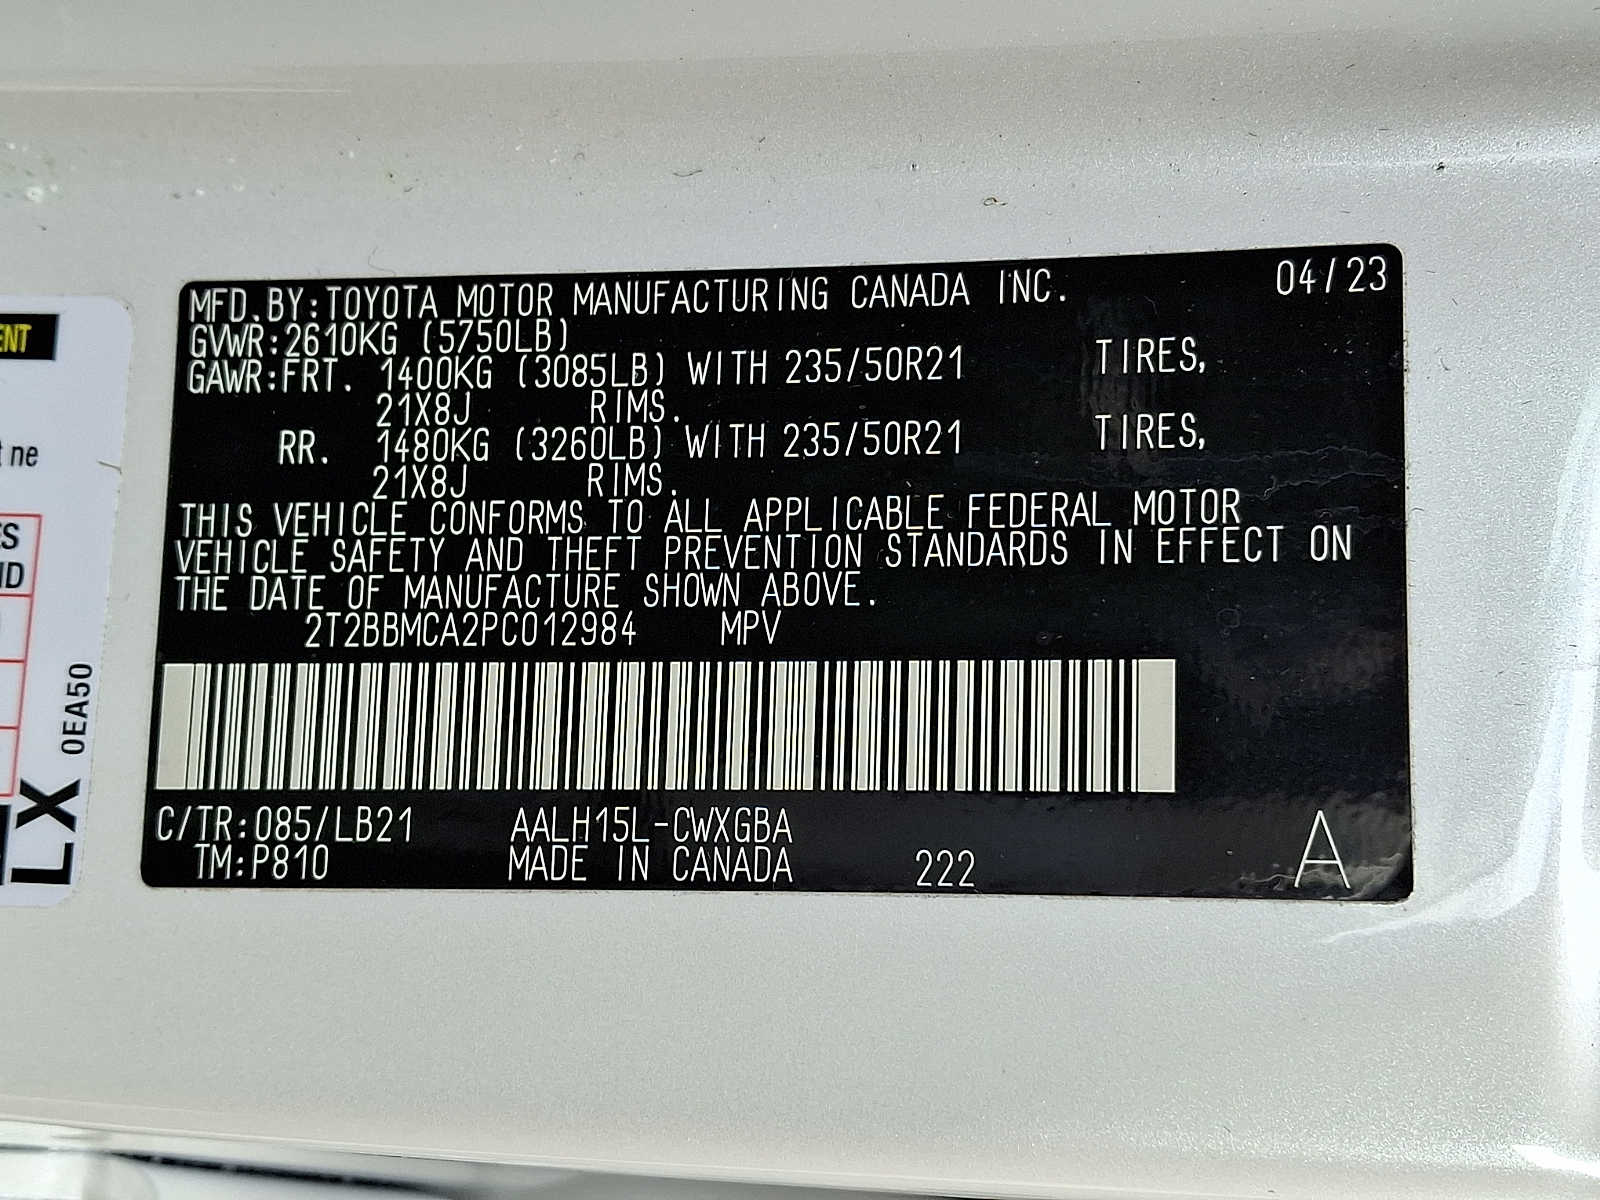 MFD.BY:TOYOTA MOTOR MANUFACTURING CANADA INC. 04/23
GVWR:2610KG (5750LB)
GAWR:FRT. 1400KG (3085LB) WITH 235/50R21 TIRES,
21X8J RIMS.
RR. 1480KG (3260LB) WITH 235/50R21 TIRES,
21X8J RIMS.
THIS VEHICLE CONFORMS TO ALL APPLICABLE FEDERAL MOTOR
VEHICLE SAFETY AND THEFT PREVENTION STANDARDS IN EFFECT ON
THE DATE OF MANUFACTURE SHOWN ABOVE.
2T2BBMCA2PC012984 MPV
C/TR:085/LB21 AALH15L-CWXGBA
TM:P810 MADE IN CANADA 222 A
ne
LX 0EA50